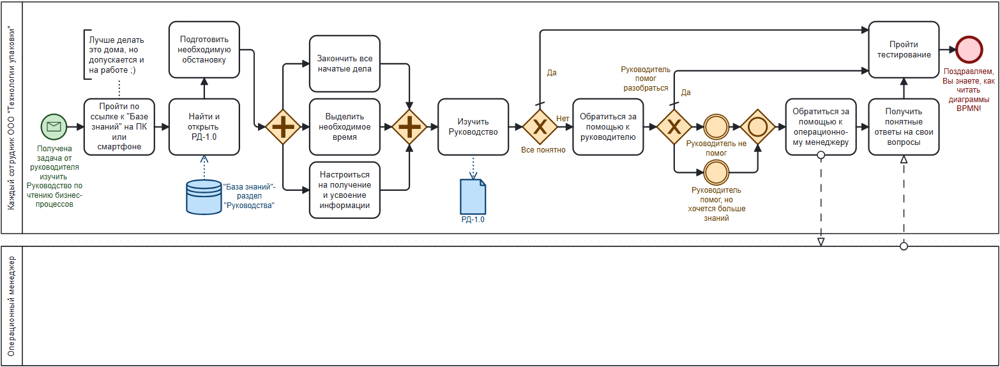 Каждый сотрудник ООО "Технологии упаковки"
Лучше делать
это дома, но
допускается и
на работе ;)
Получена
задача от
руководителя
изучить
Руководство по
чтению бизнес-
процессов
Пройти по
ссылке к "Базе
знаний" на ПК
или
смартфоне
Подготовить
необходимую
обстановку
Найти и
открыть
РД-1.0
"База знаний"-
раздел
"Руководства"
Закончить все
начатые дела
Выделить
необходимое
время
Настроиться
на получение
и усвоение
информации
Изучить
Руководство
РД-1.0
Все понятно
Да
Нет
Обратиться за
помощью к
руководителю
Руководитель
помог
разобраться
Да
Руководитель не
помог
Руководитель
помог, но
хочется больше
знаний
Обратиться за
помощью к
операционно-
му менеджеру
Получить
понятные
ответы на свои
вопросы
Пройти
тестирование
Поздравляем,
Вы знаете, как
читать
диаграммы
BPMN!
Операционный менеджер